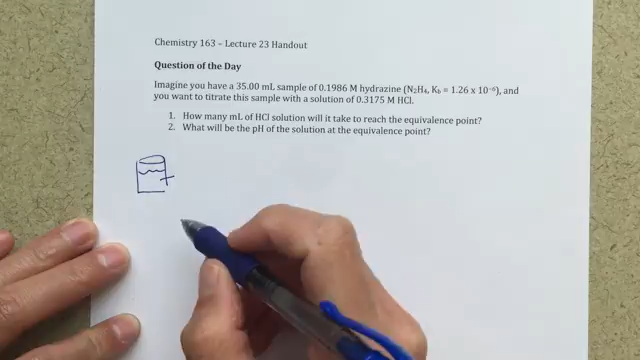 Chemistry 163 – Lecture 23 Handout
Question of the Day
Imagine you have a 35.00 mL sample of 0.1986 M hydrazine (N₂H₄, Kb = 1.26 x 10⁻⁶), and
you want to titrate this sample with a solution of 0.3175 M HCl.
1. How many mL of HCl solution will it take to reach the equivalence point?
2. What will be the pH of the solution at the equivalence point?